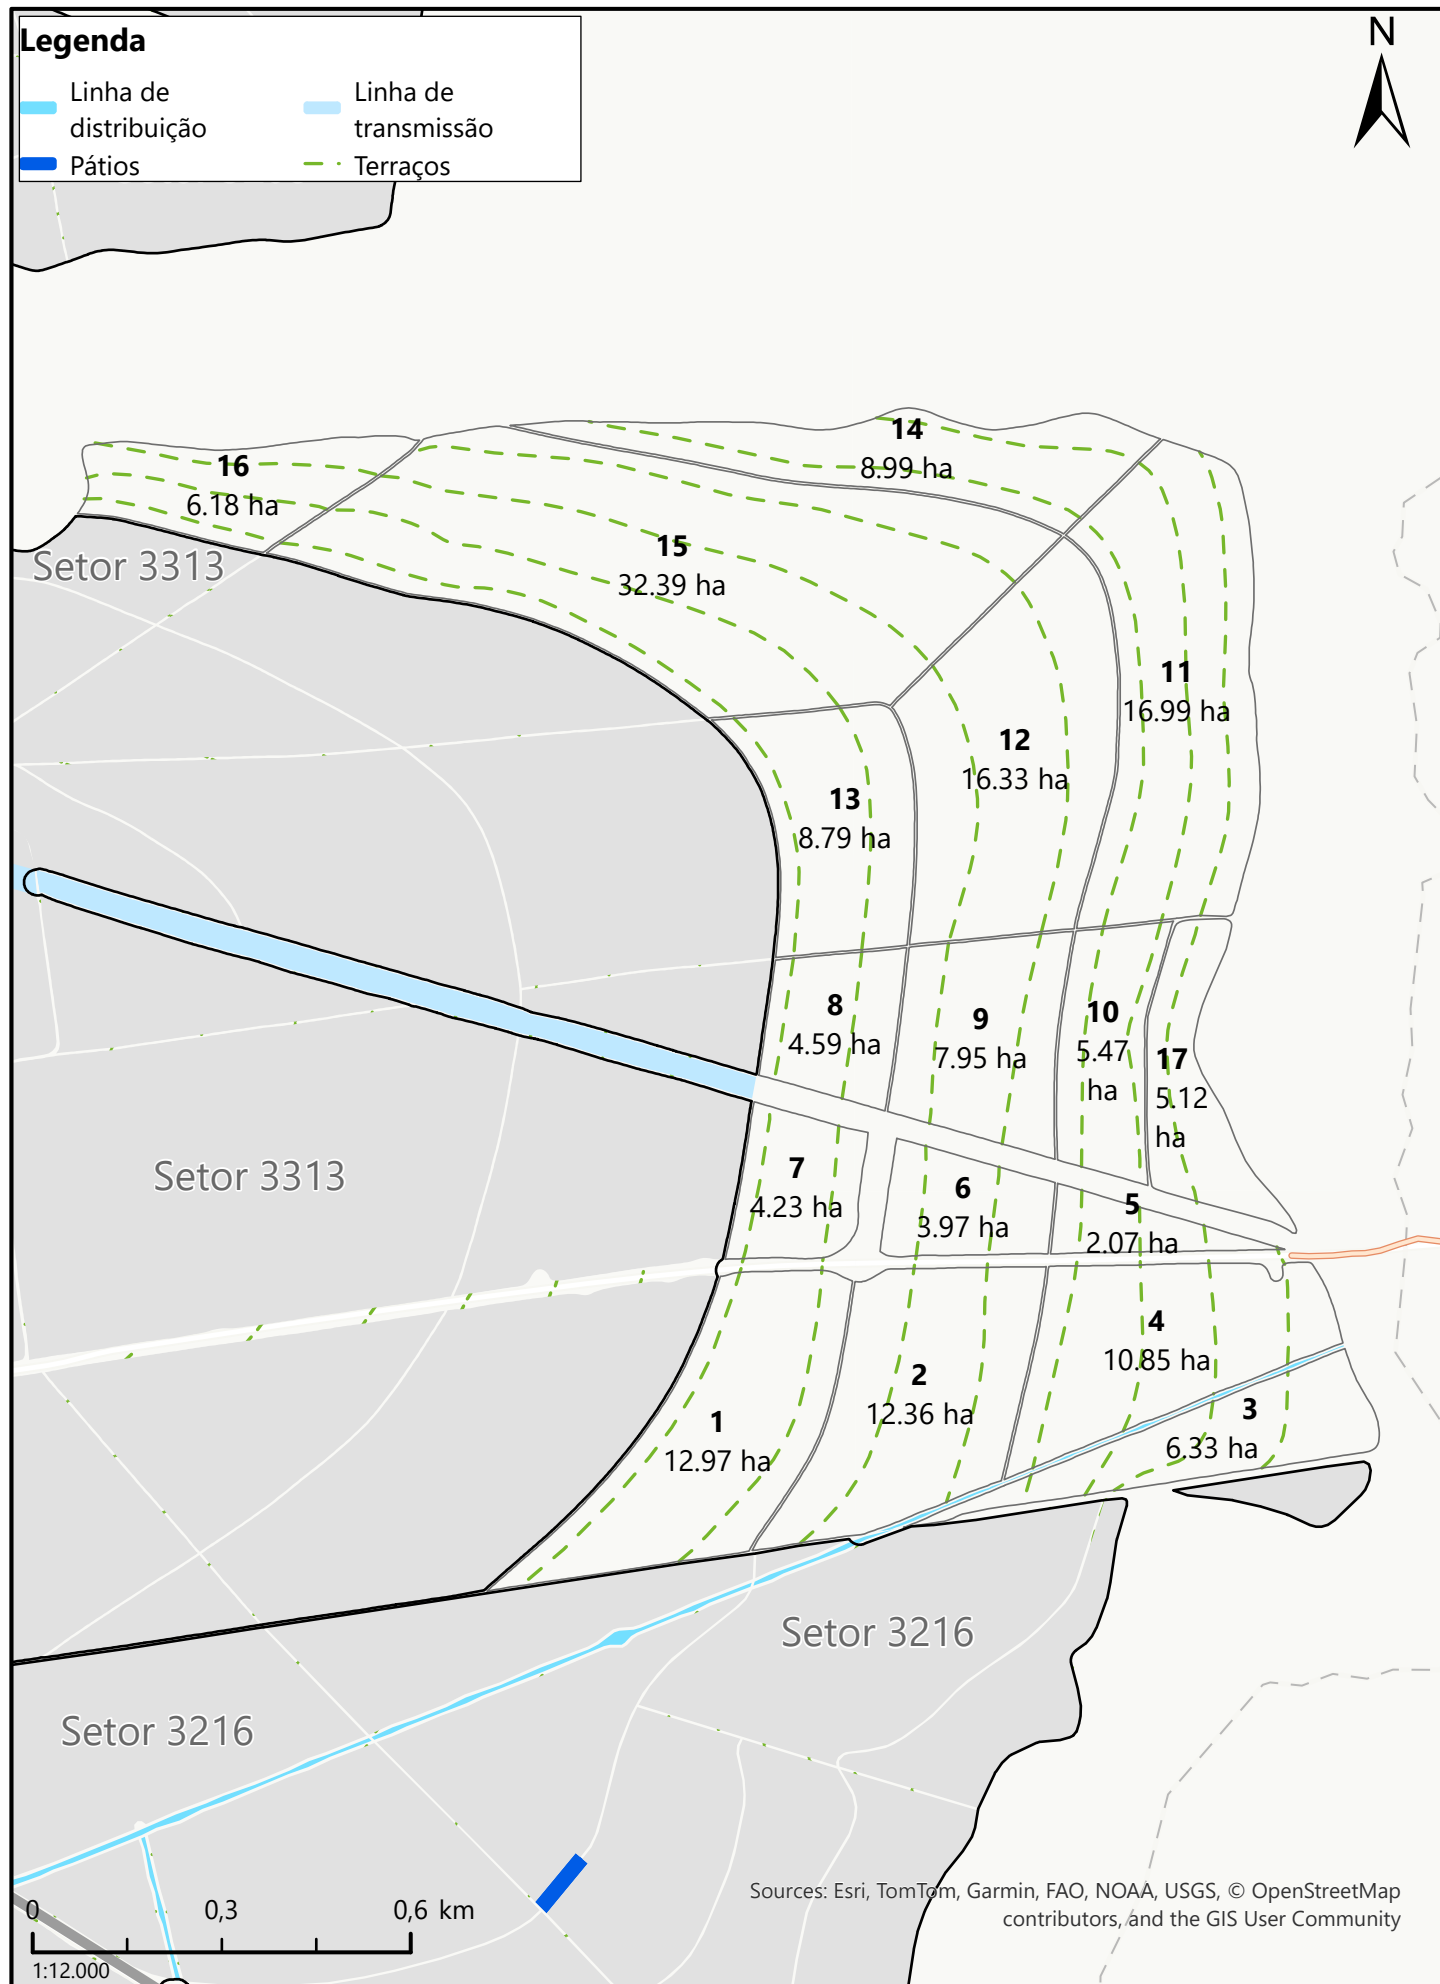 Legenda
Linha de
distribuição
Linha de
transmissão
Pátios
Terraços
N
14
8.99 ha
16
6.18 ha
15
32.39 ha
Setor 3313
11
16.99 ha
12
16.33 ha
13
8.79 ha
8
4.59 ha
9
7.95 ha
10
5.47
ha
17
5.12
ha
Setor 3313
7
4.23 ha
6
3.97 ha
5
2.07 ha
4
10.85 ha
2
12.36 ha
3
6.33 ha
1
12.97 ha
Setor 3216
Setor 3216
Sources: Esri, TomTom, Garmin, FAO, NOAA, USGS, © OpenStreetMap
contributors, and the GIS User Community
0 0,3 0,6 km
1:12.000